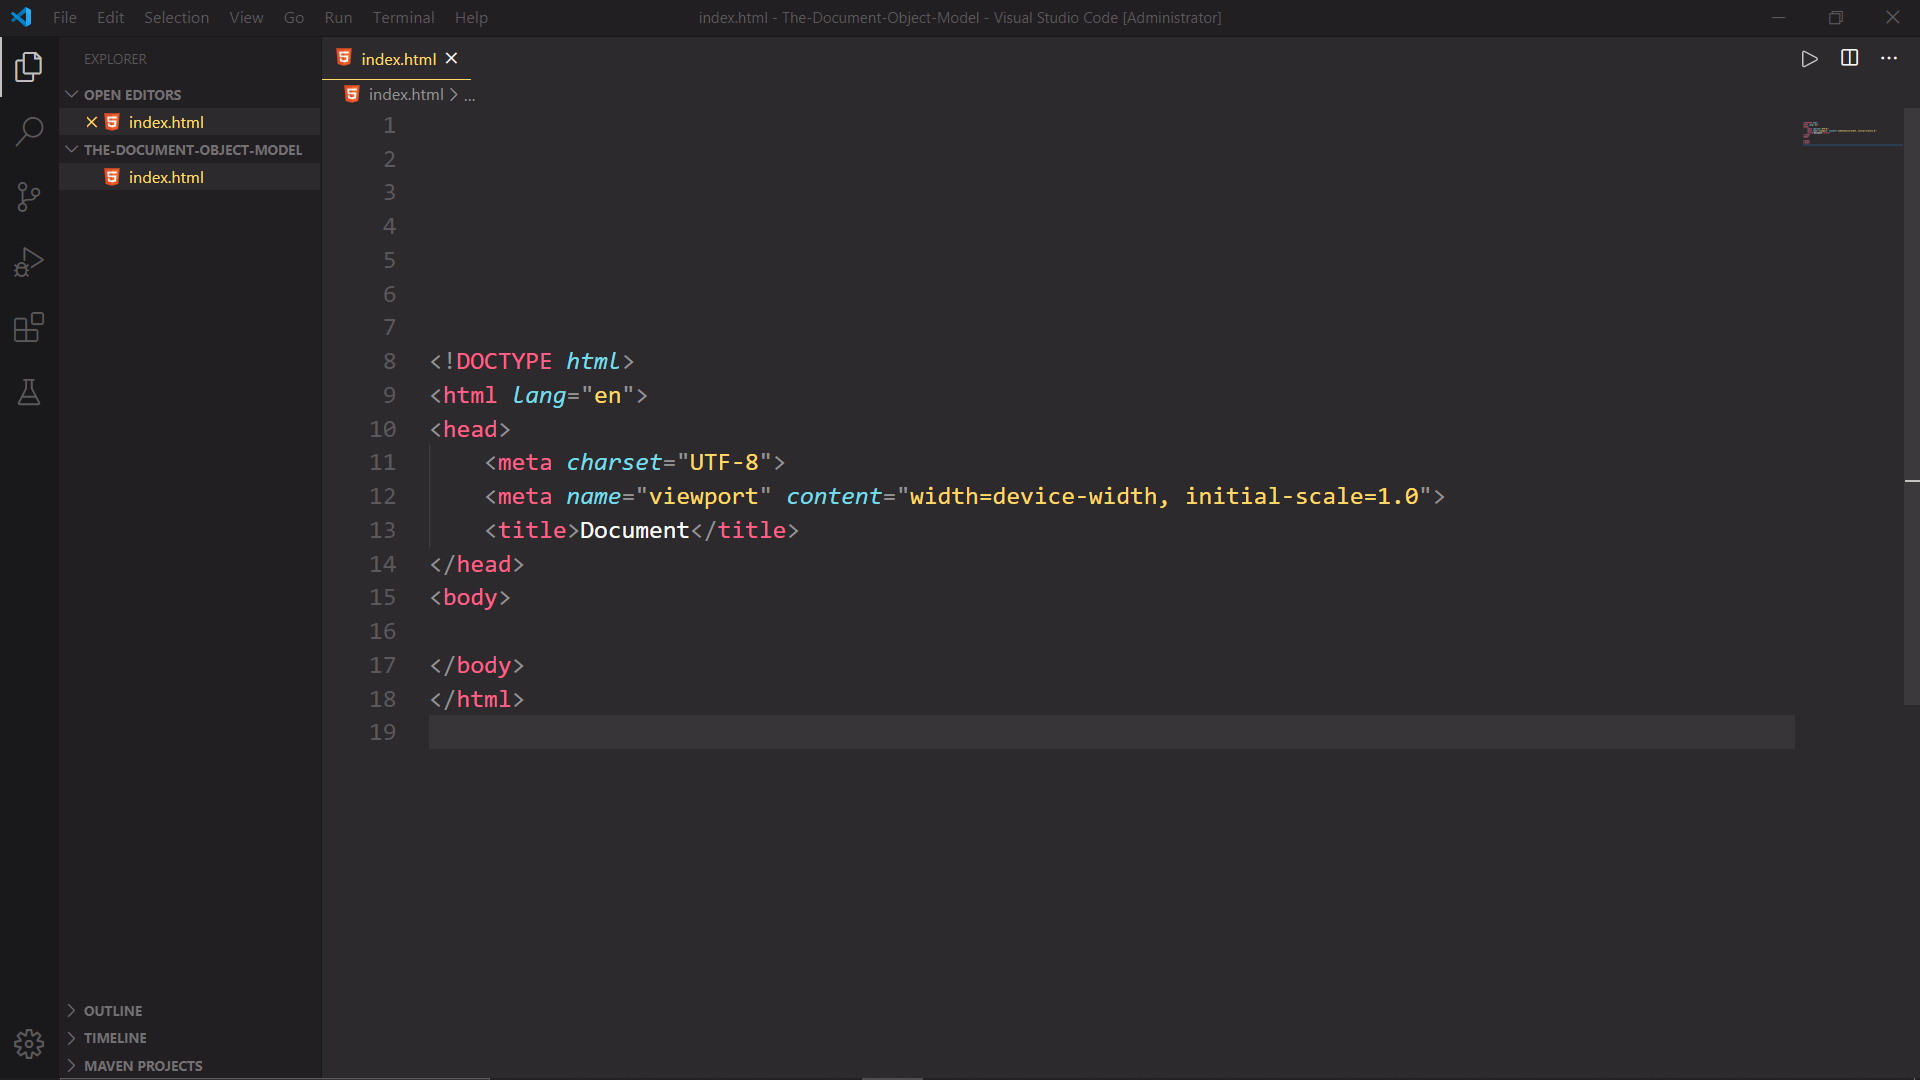 File Edit Selection View Go Run Terminal Help
index.html - The-Document-Object-Model - Visual Studio Code [Administrator]
EXPLORER
OPEN EDITORS
index.html
THE-DOCUMENT-OBJECT-MODEL
index.html
OUTLINE
TIMELINE
MAVEN PROJECTS
index.html
index.html > ...
1
2
3
4
5
6
7
8 <!DOCTYPE html>
9 <html lang="en">
10 <head>
11     <meta charset="UTF-8">
12     <meta name="viewport" content="width=device-width, initial-scale=1.0">
13     <title>Document</title>
14 </head>
15 <body>
16
17 </body>
18 </html>
19